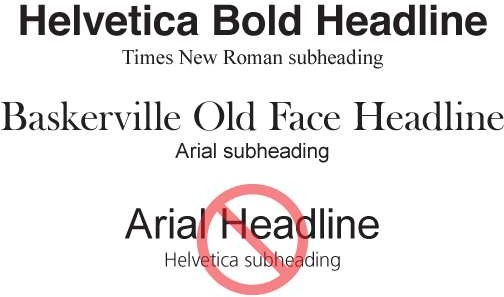 Helvetica Bold Headline
Times New Roman subheading
Baskerville Old Face Headline
Arial subheading
Arial Headline
Helvetica subheading